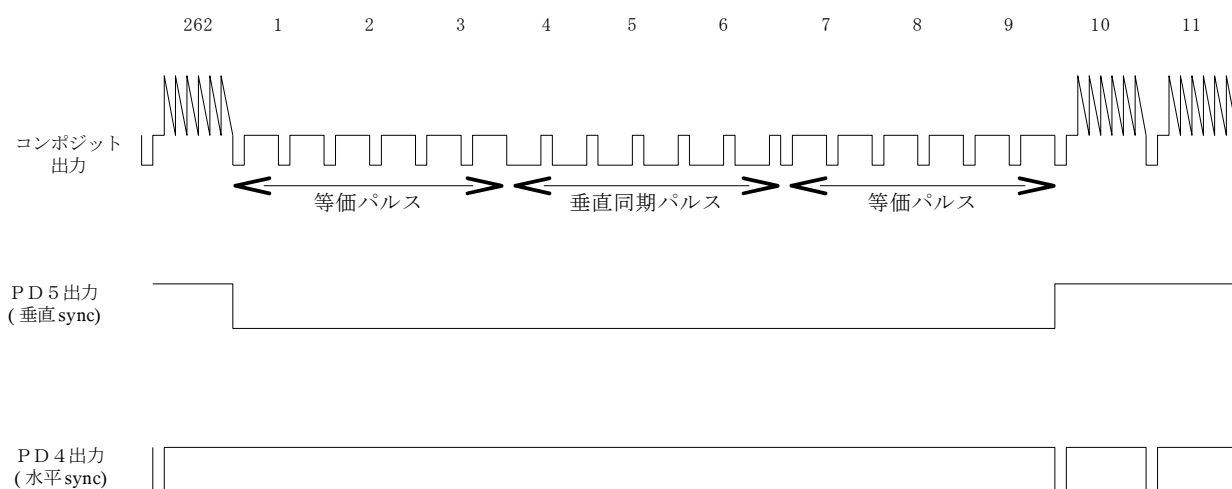 262 1 2 3 4 5 6 7 8 9 10 11
コンポジット
出力
等価パルス 垂直同期パルス 等価パルス
ＰＤ５出力
( 垂直 sync)
ＰＤ４出力
( 水平 sync)